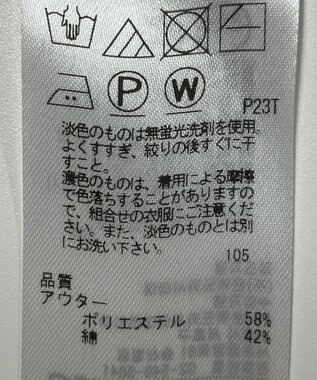 P
W
P23T
淡色のものは無蛍光洗剤を使用。
よくすすぎ、絞りの後すぐに干
すこと。
濃色のものは、着用による摩擦
で色落ちすることがありますの
で、組合せの衣服にご注意くだ
さい。また、淡色のものとは別
にお洗い下さい。
105
品質
アウター
ポリエステル 58%
綿 42%